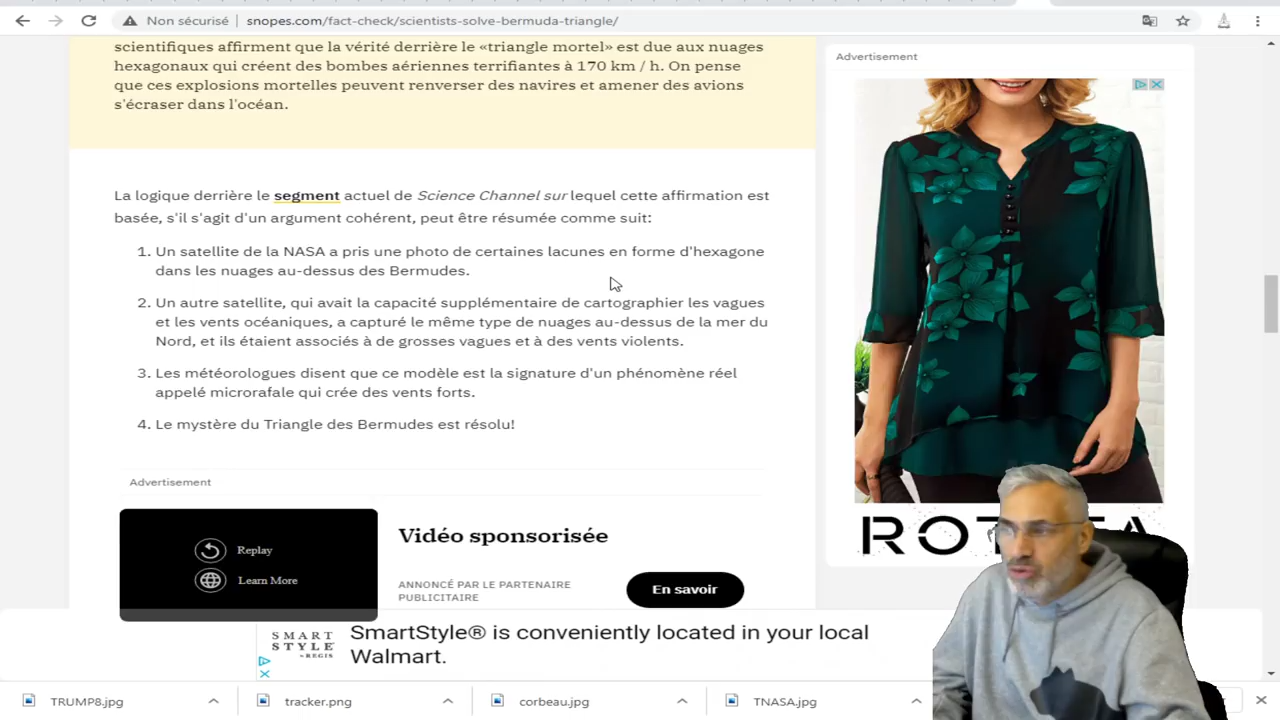 Non sécurisé | snopes.com/fact-check/scientists-solve-bermuda-triangle/
scientifiques affirment que la vérité derrière le «triangle mortel» est due aux nuages
hexagonaux qui créent des bombes aériennes terrifiantes à 170 km / h. On pense
que ces explosions mortelles peuvent renverser des navires et amener des avions
s'écraser dans l'océan.
La logique derrière le segment actuel de Science Channel sur lequel cette affirmation est
basée, s'il s'agit d'un argument cohérent, peut être résumée comme suit:
1. Un satellite de la NASA a pris une photo de certaines lacunes en forme d'hexagone
dans les nuages au-dessus des Bermudes.
2. Un autre satellite, qui avait la capacité supplémentaire de cartographier les vagues
et les vents océaniques, a capturé le même type de nuages au-dessus de la mer du
Nord, et ils étaient associés à de grosses vagues et à des vents violents.
3. Les météorologues disent que ce modèle est la signature d'un phénomène réel
appelé microrafale qui crée des vents forts.
4. Le mystère du Triangle des Bermudes est résolu!
Advertisement
Replay
Learn More
Vidéo sponsorisée
ANNONCÉ PAR LE PARTENAIRE
PUBLICITAIRE
En savoir
Advertisement
SMART
STYLE
by REGIS
SmartStyle® is conveniently located in your local
Walmart.
TRUMP8.jpg
tracker.png
corbeau.jpg
TNASA.jpg